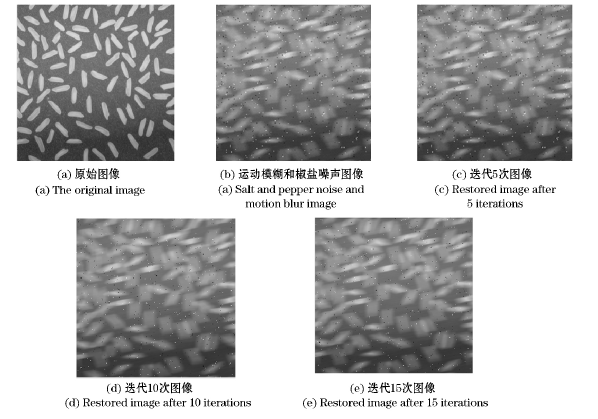 (a) 原始图像
(a) The original image
(b) 运动模糊和椒盐噪声图像
(a) Salt and pepper noise and
motion blur image
(c) 迭代5次图像
(c) Restored image after
5 iterations
(d) 迭代10次图像
(d) Restored image after 10 iterations
(e) 迭代15次图像
(e) Restored image after 15 iterations